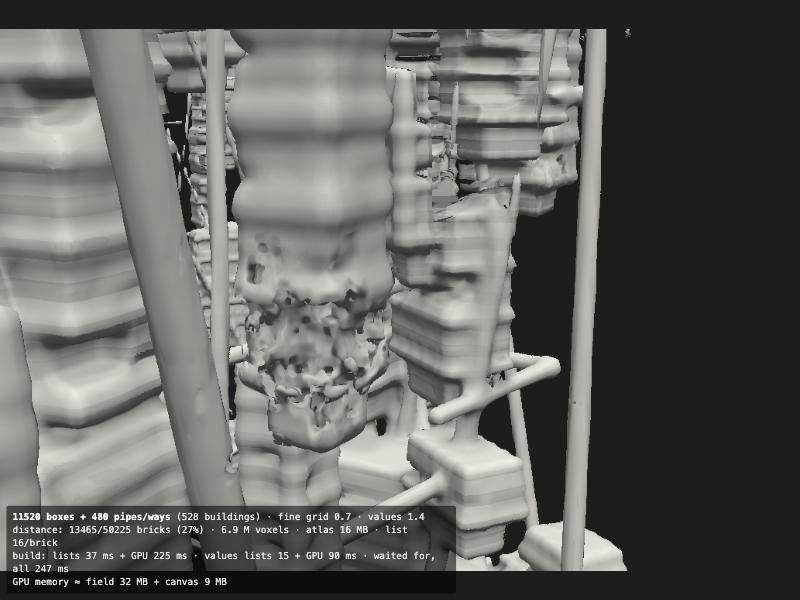 11520 boxes + 480 pipes/ways (528 buildings) · fine grid 0.7 · values 1.4
distance: 13465/50225 bricks (27%) · 6.9 M voxels · atlas 16 MB · list
16/brick
build: lists 37 ms + GPU 225 ms · values lists 15 + GPU 90 ms · waited for,
all 247 ms
GPU memory ≈ field 32 MB + canvas 9 MB